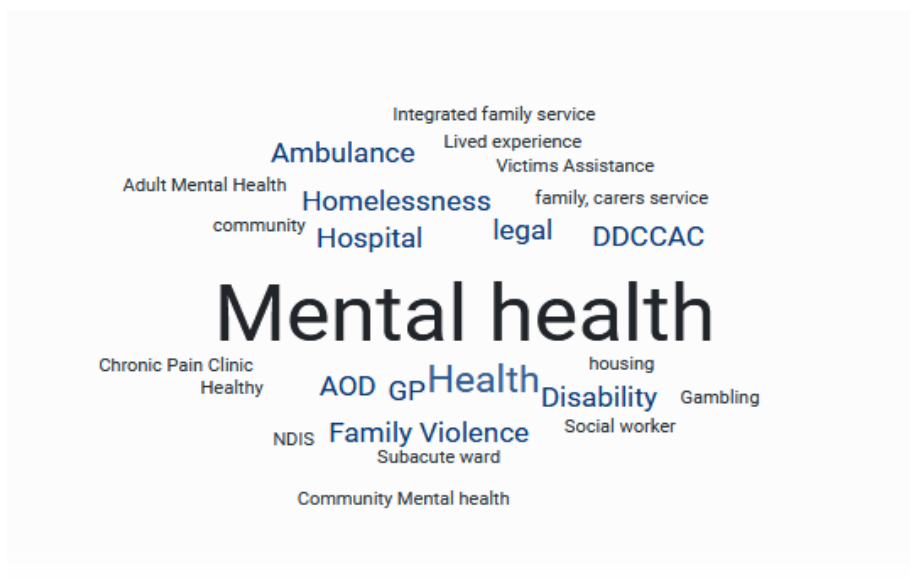 Integrated family service
Lived experience
Ambulance
Victims Assistance
Adult Mental Health
Homelessness
family, carers service
community
Hospital
legal
DDCCAC
Mental health
Chronic Pain Clinic
housing
Healthy
AOD
GP
Health
Disability
Gambling
NDIS
Family Violence
Social worker
Subacute ward
Community Mental health